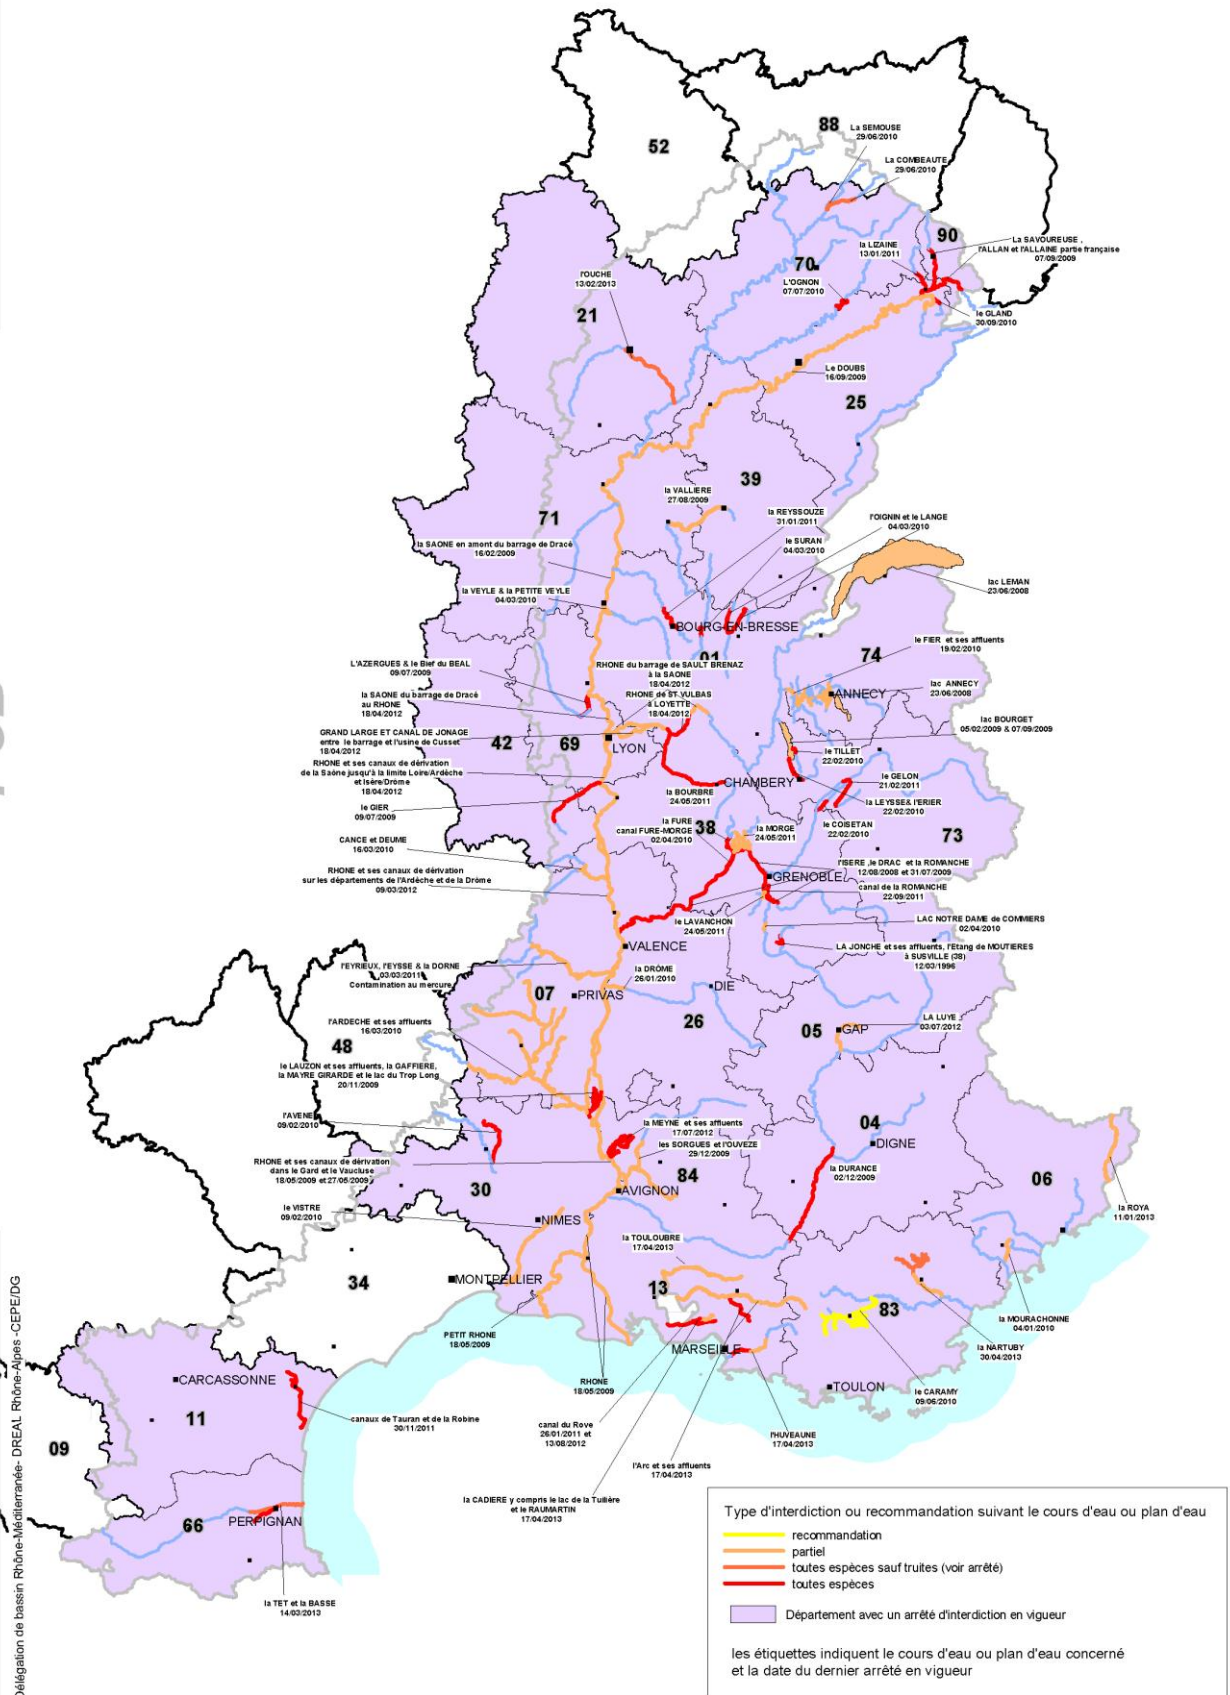 52
88
La SEMOUSE
29/06/2010
La COMBEAUTE
29/06/2010
90
La SAVOUREUSE ,
l'ALLAN et l'ALLAINE partie française
07/09/2009
la LIZAINE
13/01/2011
70
L'OGNON
07/07/2010
l'OUCHE
13/02/2013
21
le GLAND
30/09/2010
Le DOUBS
16/09/2009
25
39
la VALLIERE
27/08/2009
la REYSSOUZE
31/01/2011
l'OIGNIN et le LANGE
04/03/2010
71
le SURAN
04/03/2010
la SAONE en amont du barrage de Dracé
16/02/2009
lac LEMAN
23/06/2008
la VEYLE & la PETITE VEYLE
04/03/2010
BOURG-EN-BRESSE
01
le FIER et ses affluents
19/02/2010
74
L'AZERGUES & le Bief du BEAL
09/07/2009
RHONE du barrage de SAULT BRENAZ
à la SAONE
18/04/2012
ANNECY
lac ANNECY
23/06/2008
la SAONE du barrage de Dracé
au RHONE
18/04/2012
RHONE de ST VULBAS
à LOYETTE
18/04/2012
lac BOURGET
05/02/2009 & 07/09/2009
GRAND LARGE ET CANAL DE JONAGE
entre le barrage et l'usine de Cusset
18/04/2012
42
69
LYON
le TILLET
22/02/2010
RHONE et ses canaux de dérivation
de la Saône jusqu'à la limite Loire/Ardèche
et Isère/Drôme
18/04/2012
CHAMBERY
le GELON
21/02/2011
la BOURBRE
24/05/2011
la LEYSSE& l'ERIER
22/02/2010
le GIER
09/07/2009
la FURE
canal FURE-MORGE
02/04/2010
38
la MORGE
24/05/2011
le COISETAN
22/02/2010
73
CANCE et DEUME
16/03/2010
l'ISERE ,le DRAC et la ROMANCHE
12/08/2008 et 31/07/2009
RHONE et ses canaux de dérivation
sur les départements de l'Ardèche et de la Drôme
09/03/2012
GRENOBLE
canal de la ROMANCHE
22/09/2011
le LAVANCHON
24/05/2011
LAC NOTRE DAME de COMMIERS
02/04/2010
VALENCE
LA JONCHE et ses affluents, l'Etang de MOUTIERES
à SUSVILLE (38)
12/03/1996
l'EYRIEUX, l'EYSSE & la DORNE
03/03/2011
Contamination au mercure
la DRÔME
26/01/2010
07
PRIVAS
DIE
26
l'ARDECHE et ses affluents
16/03/2010
05
GAP
LA LUYE
03/07/2012
48
le LAUZON et ses affluents, la GAFFIERE,
la MAYRE GIRARDE et le lac du Trop Long
20/11/2009
l'AVENE
09/02/2010
la MEYNE et ses affluents
17/07/2012
04
DIGNE
les SORGUES et l'OUVEZE
29/12/2009
RHONE et ses canaux de dérivation
dans le Gard et le Vaucluse
18/05/2009 et 27/05/2009
la DURANCE
02/12/2009
84
06
30
AVIGNON
le VISTRE
09/02/2010
NIMES
la ROYA
11/01/2013
la TOULOUBRE
17/04/2013
34
MONTPELLIER
13
83
la MOURACHONNE
04/01/2010
PETIT RHONE
18/05/2009
MARSEILLE
la NARTUBY
30/04/2013
CARCASSONNE
RHONE
18/05/2009
TOULON
le CARAMY
09/06/2010
11
canaux de Tauran et de la Robine
30/11/2011
canal du Rove
26/01/2011 et
13/08/2012
l'HUVEAUNE
17/04/2013
09
l'Arc et ses affluents
17/04/2013
la CADIERE y compris le lac de la Tuilière
et le RAUMARTIN
17/04/2013
66
PERPIGNAN
la TET et la BASSE
14/03/2013
Type d'interdiction ou recommandation suivant le cours d'eau ou plan d'eau
recommandation
partiel
toutes espèces sauf truites (voir arrêté)
toutes espèces
Département avec un arrêté d'interdiction en vigueur
les étiquettes indiquent le cours d'eau ou plan d'eau concerné
et la date du dernier arrêté en vigueur
Délégation de bassin Rhône-Méditerranée- DREAL Rhône-Alpes -CEPE/DG